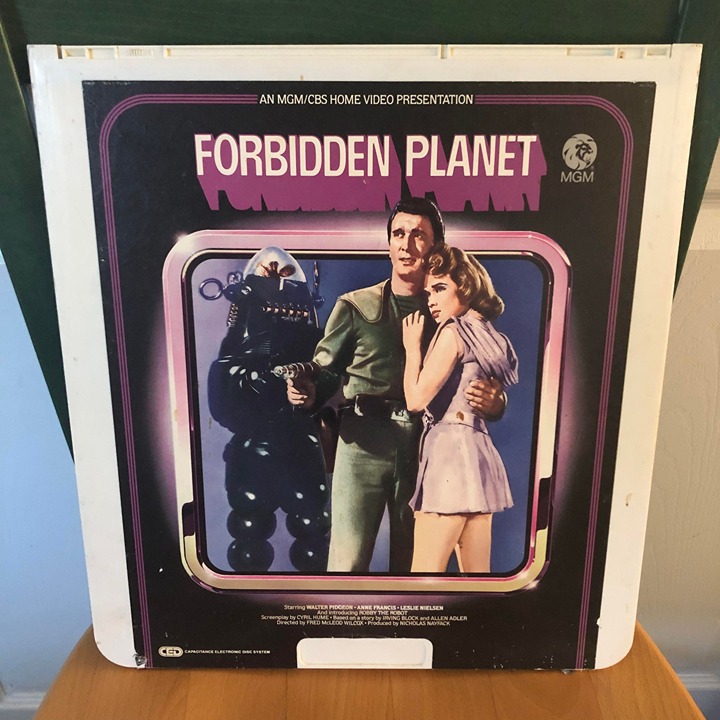 AN MGM/CBS HOME VIDEO PRESENTATION
FORBIDDEN PLANET
MGM
Starring WALTER PIDGEON • ANNE FRANCIS • LESLIE NIELSEN
And introducing ROBBY THE ROBOT
Screenplay by CYRIL HUME • Based on a story by IRVING BLOCK and ALLEN ADLER
Directed by FRED McLEOD WILCOX • Produced by NICHOLAS NAYFACK
CED CAPACITANCE ELECTRONIC DISC SYSTEM